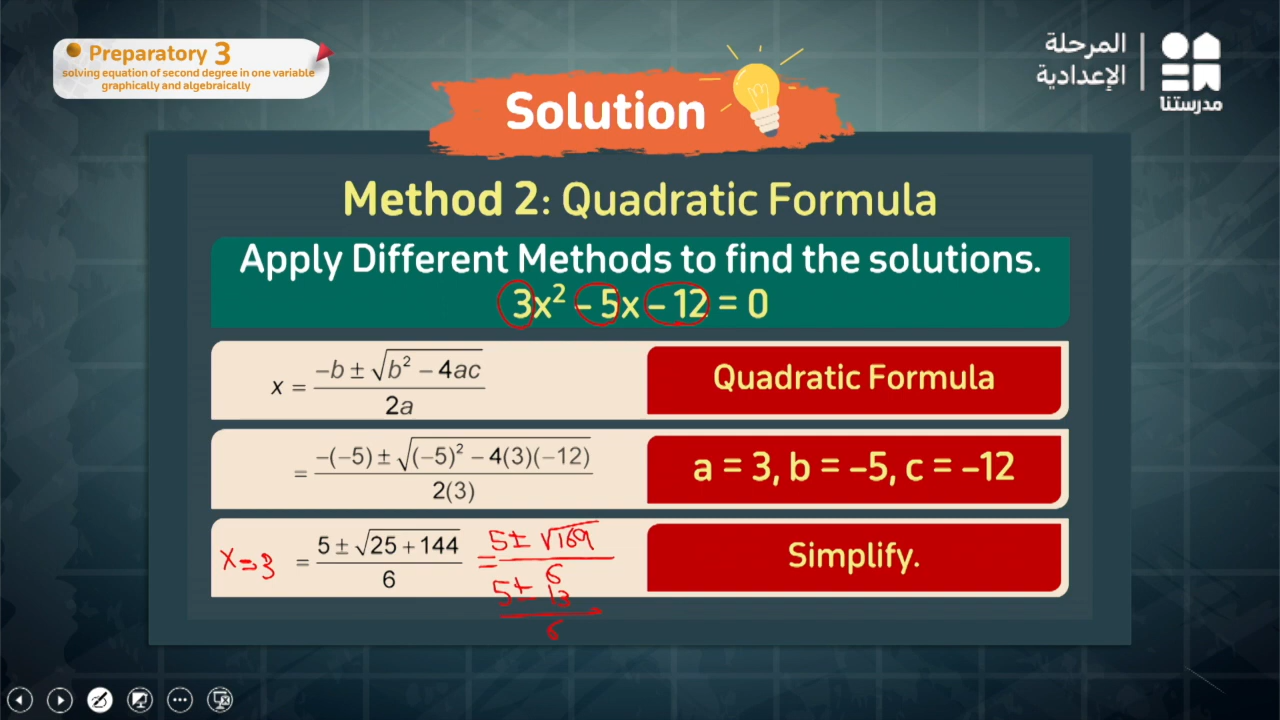 Preparatory 3
solving equation of second degree in one variable
graphically and algebraically
المرحلة
الإعدادية
مدرستنا
Solution
Method 2: Quadratic Formula
Apply Different Methods to find the solutions.
3x² – 5x – 12 = 0
x = (−b ± √(b² − 4ac)) / 2a
Quadratic Formula
= (−(−5) ± √((−5)² − 4(3)(−12))) / 2(3)
a = 3, b = –5, c = –12
x = 3
= (5 ± √(25 + 144)) / 6
= (5 ± √169) / 6
Simplify.
(5 ± 13) / 6